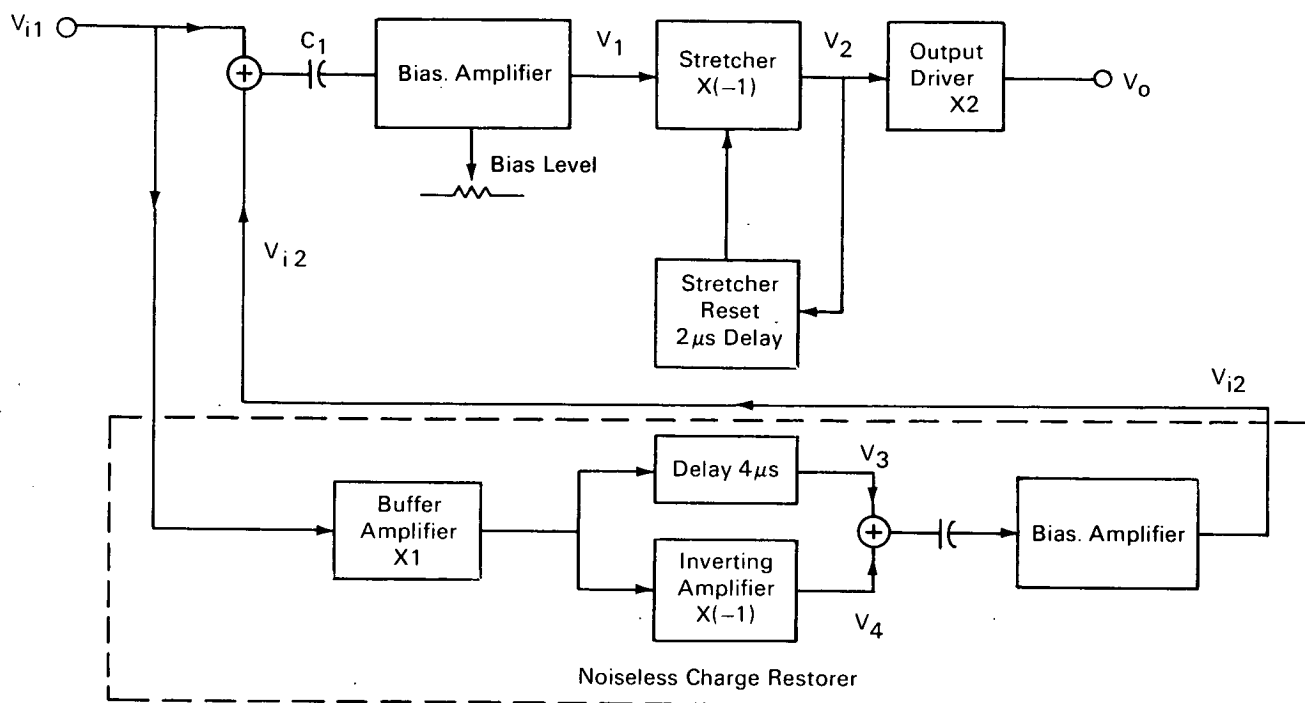 V_i1
C_1
Bias. Amplifier
Bias Level
V_1
Stretcher
X(-1)
V_2
Output
Driver
X2
V_o
V_i2
Stretcher
Reset
2μs Delay
V_i2
Buffer
Amplifier
X1
Delay 4μs
V_3
Inverting
Amplifier
X(-1)
V_4
Bias. Amplifier
Noiseless Charge Restorer